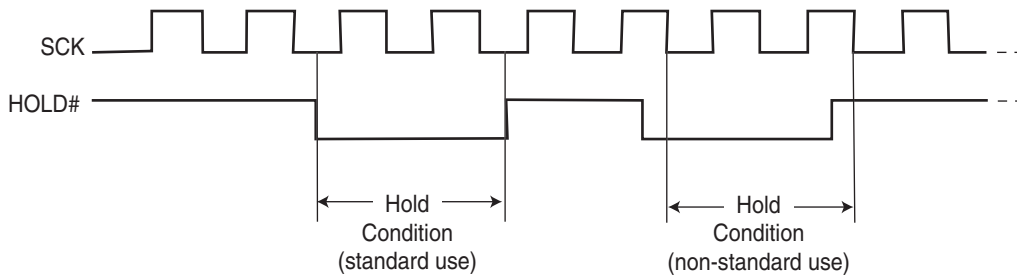 SCK
HOLD#
Hold
Condition
(standard use)
Hold
Condition
(non-standard use)